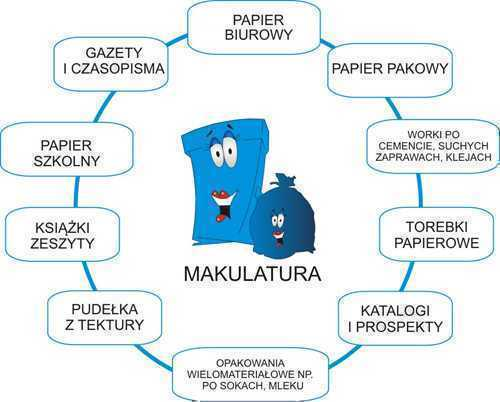 PAPIER
BIUROWY
GAZETY
I CZASOPISMA
PAPIER PAKOWY
PAPIER
SZKOLNY
WORKI PO
CEMENCIE, SUCHYCH
ZAPRAWACH, KLEJACH
KSIĄŻKI
ZESZYTY
TOREBKI
PAPIEROWE
MAKULATURA
PUDEŁKA
Z TEKTURY
KATALOGI
I PROSPEKTY
OPAKOWANIA
WIELOMATERIAŁOWE NP.
PO SOKACH, MLEKU